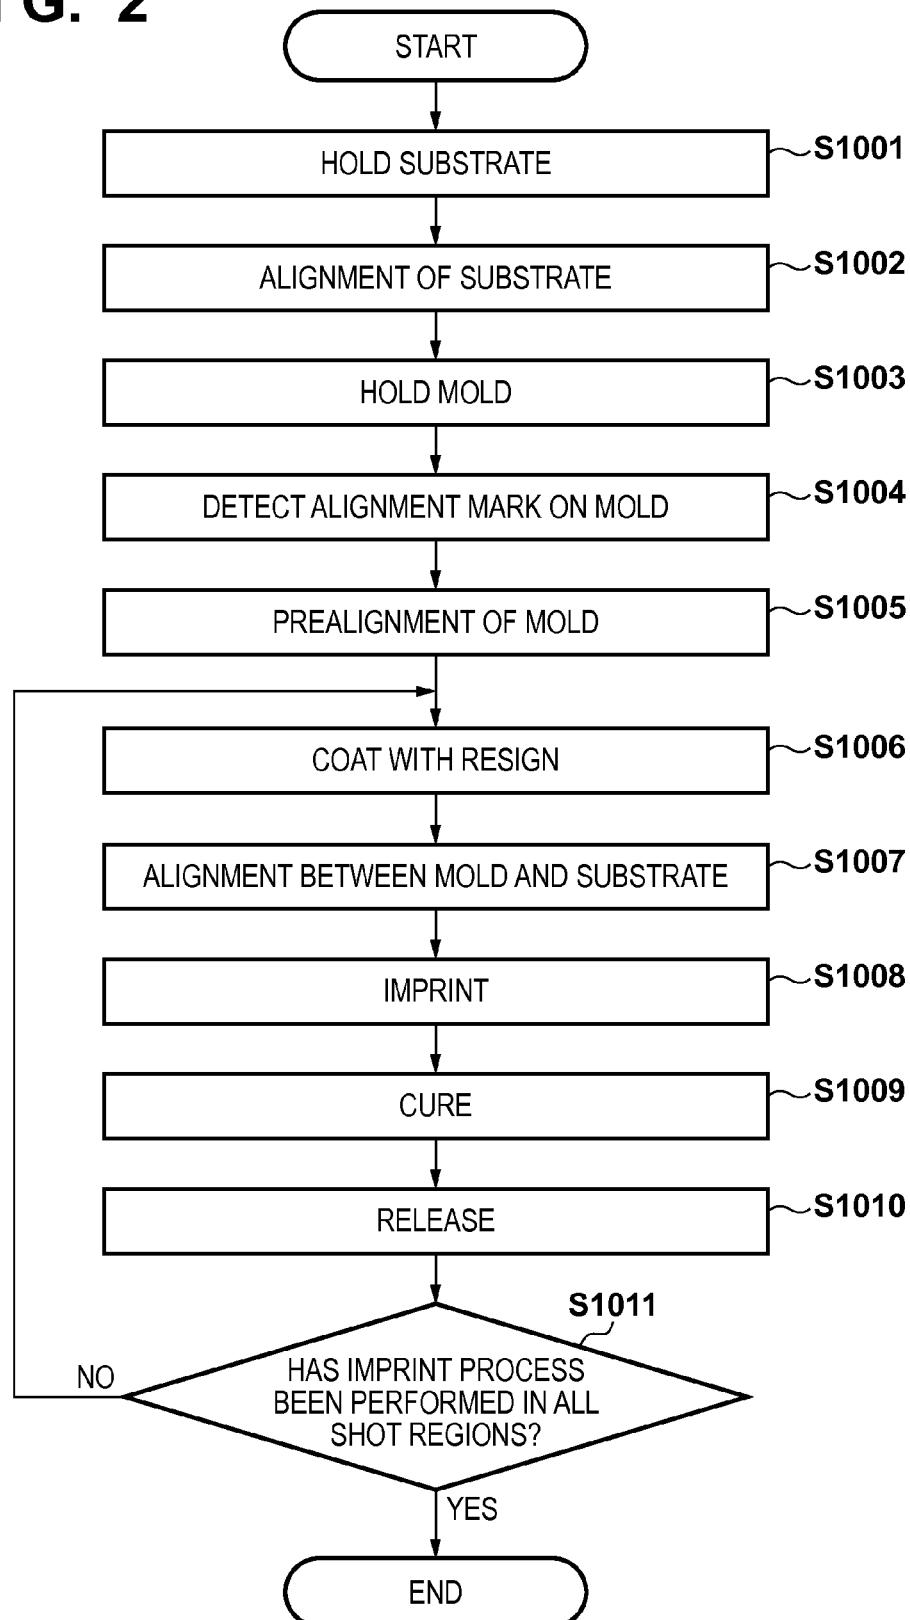 G. 2
START
HOLD SUBSTRATE
S1001
ALIGNMENT OF SUBSTRATE
S1002
HOLD MOLD
S1003
DETECT ALIGNMENT MARK ON MOLD
S1004
PREALIGNMENT OF MOLD
S1005
COAT WITH RESIGN
S1006
ALIGNMENT BETWEEN MOLD AND SUBSTRATE
S1007
IMPRINT
S1008
CURE
S1009
RELEASE
S1010
S1011
HAS IMPRINT PROCESS
BEEN PERFORMED IN ALL
SHOT REGIONS?
NO
YES
END